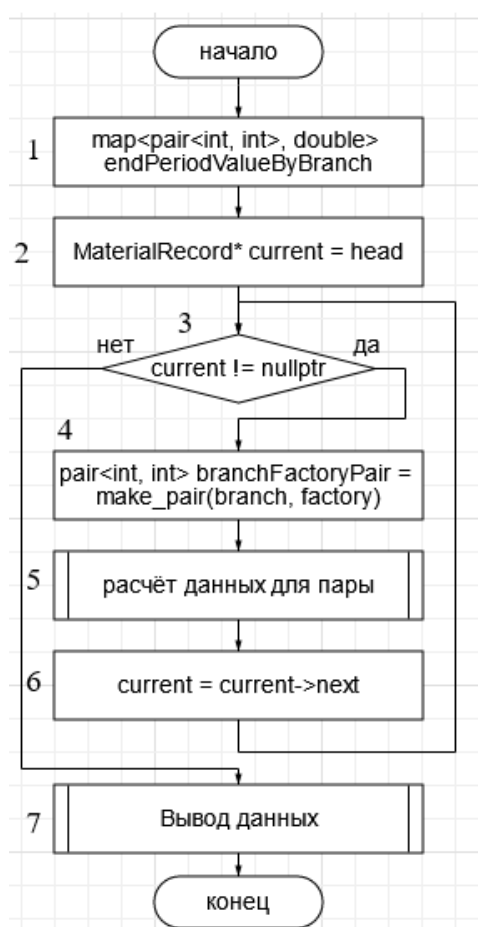 начало
1
map<pair<int, int>, double>
endPeriodValueByBranch
2
MaterialRecord* current = head
3
нет
да
current != nullptr
4
pair<int, int> branchFactoryPair =
make_pair(branch, factory)
5
расчёт данных для пары
6
current = current->next
7
Вывод данных
конец